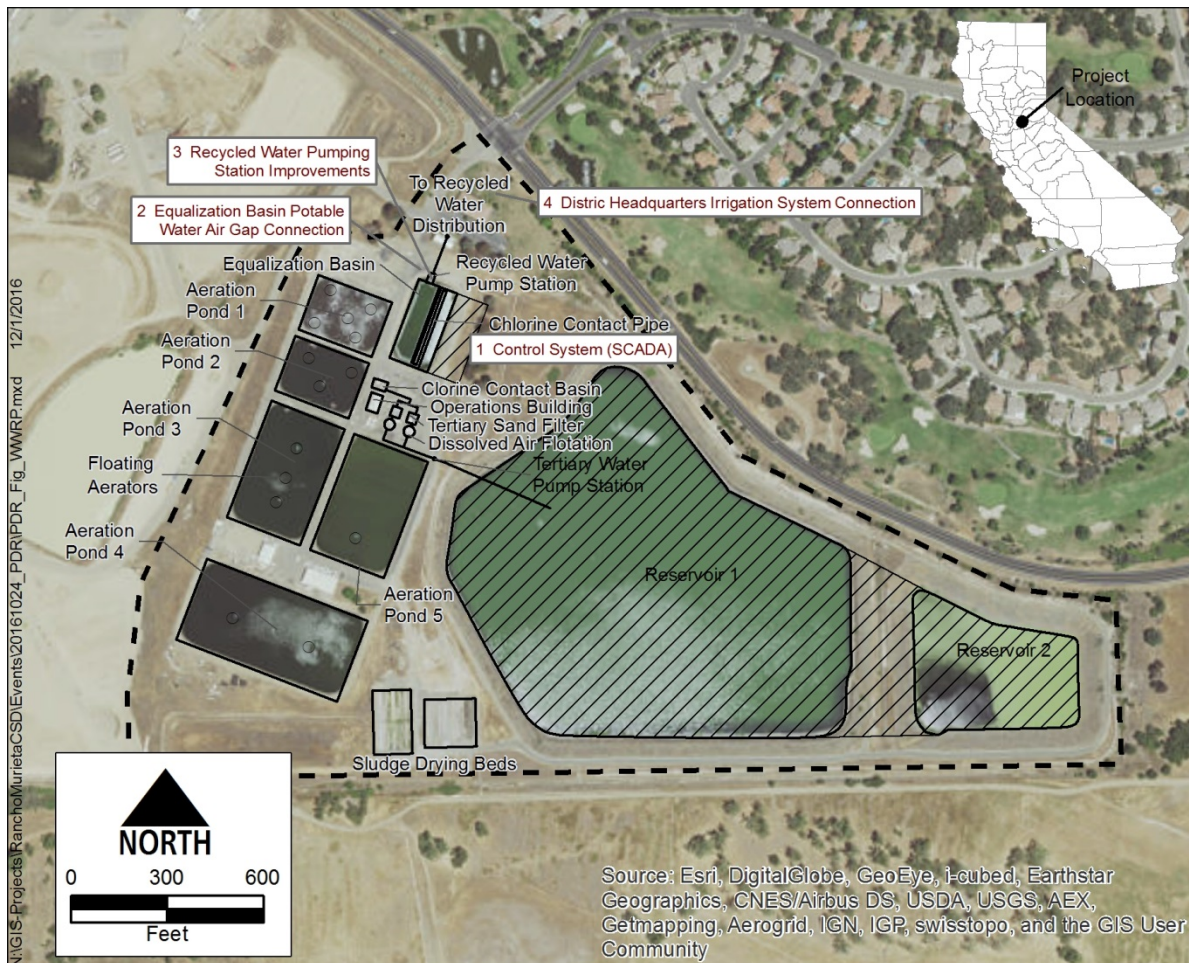 Project
Location
3 Recycled Water Pumping
Station Improvements
To Recycled
Water
Distribution
4 Distric Headquarters Irrigation System Connection
2 Equalization Basin Potable
Water Air Gap Connection
Equalization Basin
Recycled Water
Pump Station
Aeration
Pond 1
Chlorine Contact Pipe
1 Control System (SCADA)
Aeration
Pond 2
Clorine Contact Basin
Operations Building
Tertiary Sand Filter
Dissolved Air Flotation
Aeration
Pond 3
Tertiary Water
Pump Station
Floating
Aerators
Aeration
Pond 4
Reservoir 1
Aeration
Pond 5
Reservoir 2
Sludge Drying Beds
NORTH
0 300 600
Feet
Source: Esri, DigitalGlobe, GeoEye, i-cubed, Earthstar
Geographics, CNES/Airbus DS, USDA, USGS, AEX,
Getmapping, Aerogrid, IGN, IGP, swisstopo, and the GIS User
Community
N:\GIS-Projects\RanchoMurietaCSD\Events\20161024_PDR\PDR_Fig_WWRP.mxd 12/1/2016